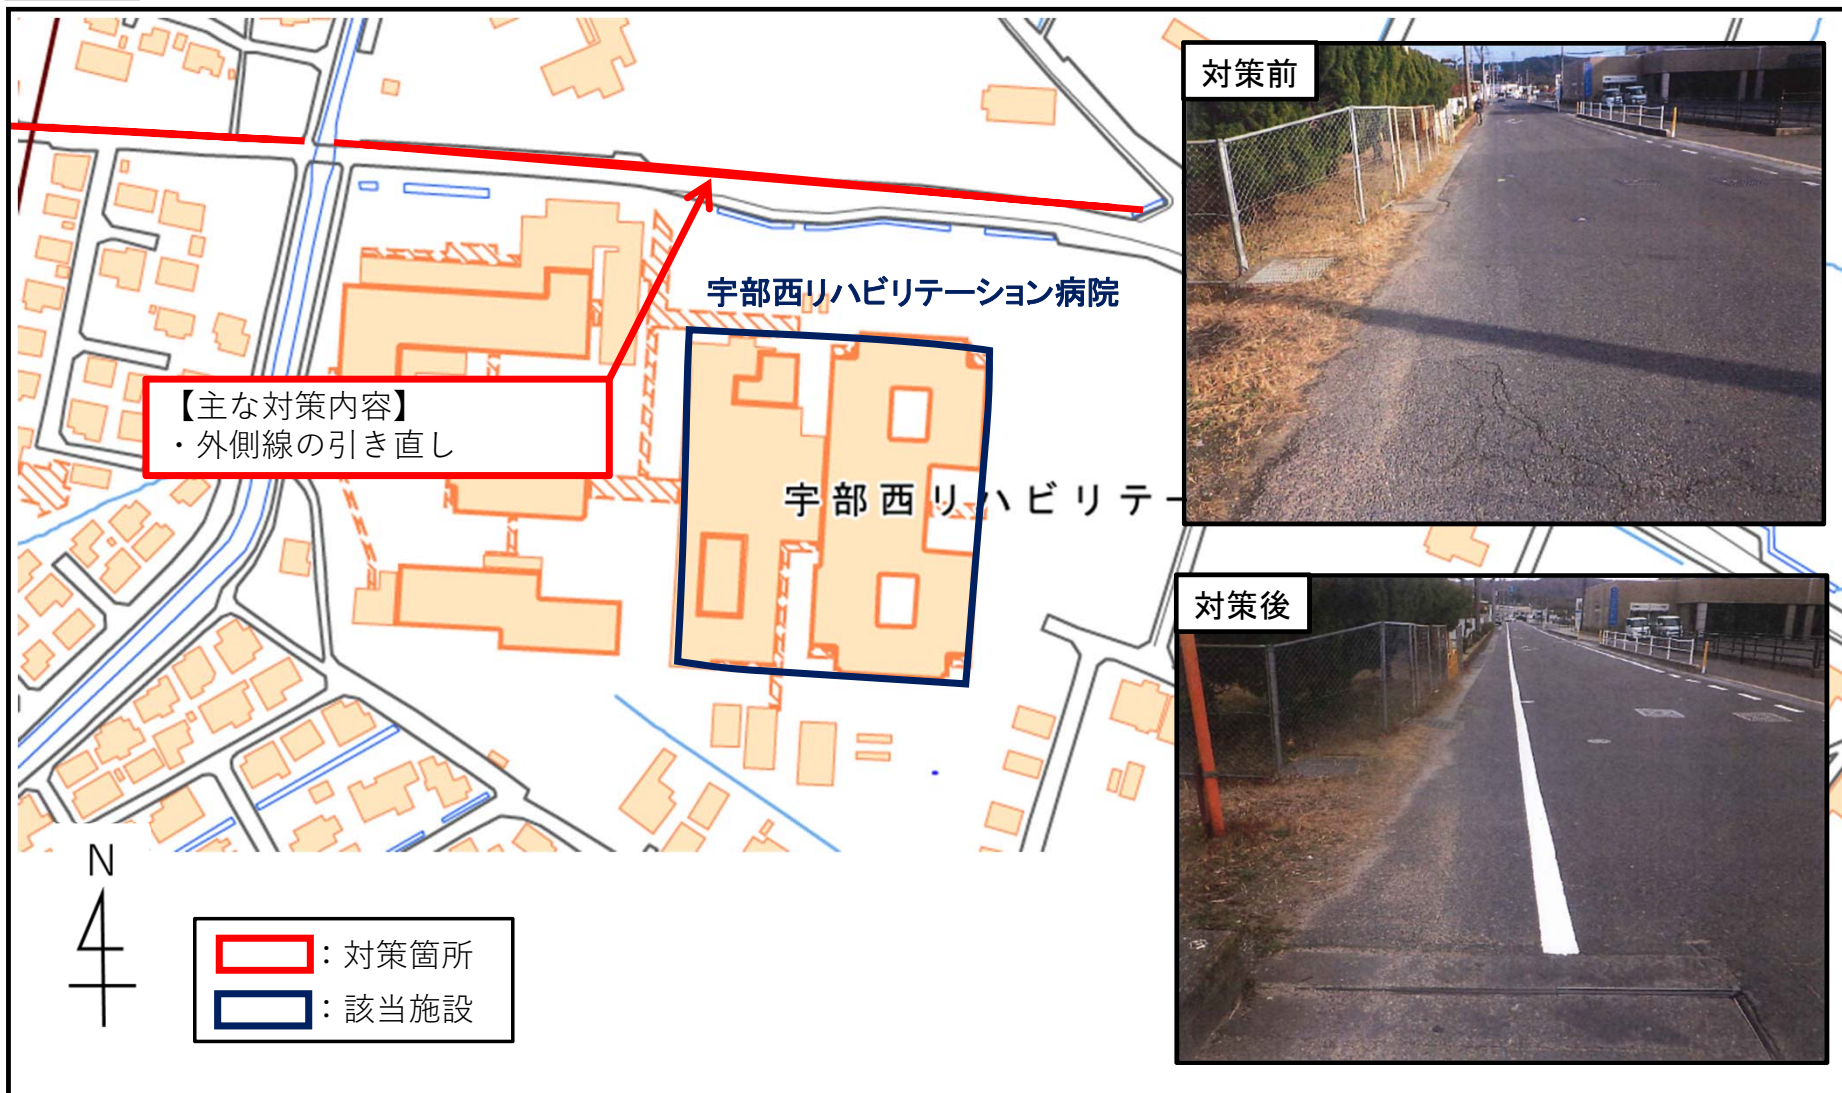 対策前
宇部西リハビリテーション病院
【主な対策内容】
・外側線の引き直し
宇部西リハビリテー
対策後
N
：対策箇所
：該当施設